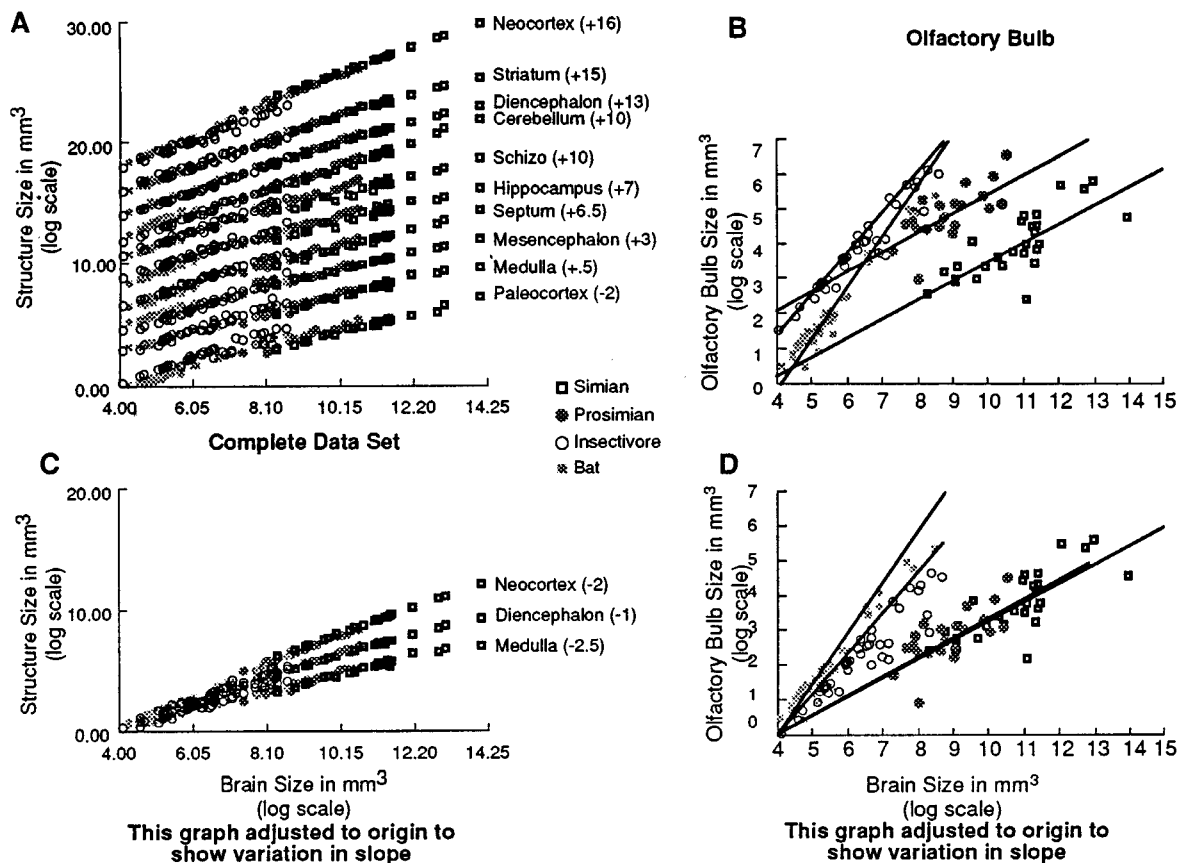 A
30.00
20.00
10.00
0.00
4.00
6.05
8.10
10.15
12.20
14.25
Structure Size in mm3
(log scale)
Neocortex (+16)
Striatum (+15)
Diencephalon (+13)
Cerebellum (+10)
Schizo (+10)
Hippocampus (+7)
Septum (+6.5)
Mesencephalon (+3)
Medulla (+.5)
Paleocortex (-2)
Complete Data Set
Simian
Prosimian
Insectivore
Bat
B
Olfactory Bulb
7
6
5
4
3
2
1
0
4
5
6
7
8
9
10
11
12
13
14
15
Olfactory Bulb Size in mm3
(log scale)
C
20.00
10.00
0.00
4.00
6.05
8.10
10.15
12.20
14.25
Structure Size in mm3
(log scale)
Neocortex (-2)
Diencephalon (-1)
Medulla (-2.5)
Brain Size in mm3
(log scale)
This graph adjusted to origin to
show variation in slope
D
7
6
5
4
3
2
1
0
4
5
6
7
8
9
10
11
12
13
14
15
Olfactory Bulb Size in mm3
(log scale)
Brain Size in mm3
(log scale)
This graph adjusted to origin to
show variation in slope